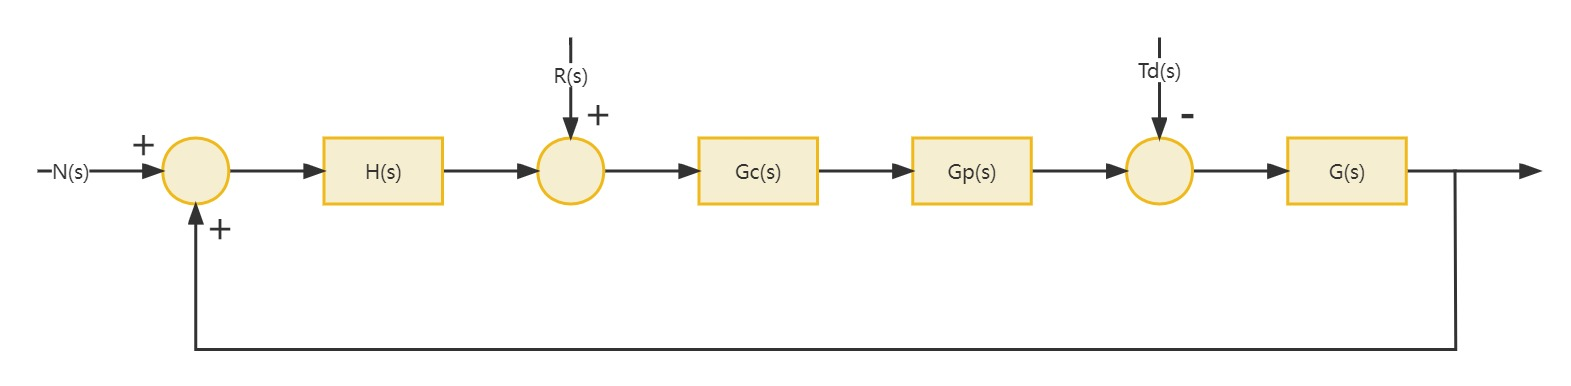 R(s)
Td(s)
+
-
+
N(s)
H(s)
Gc(s)
Gp(s)
G(s)
+